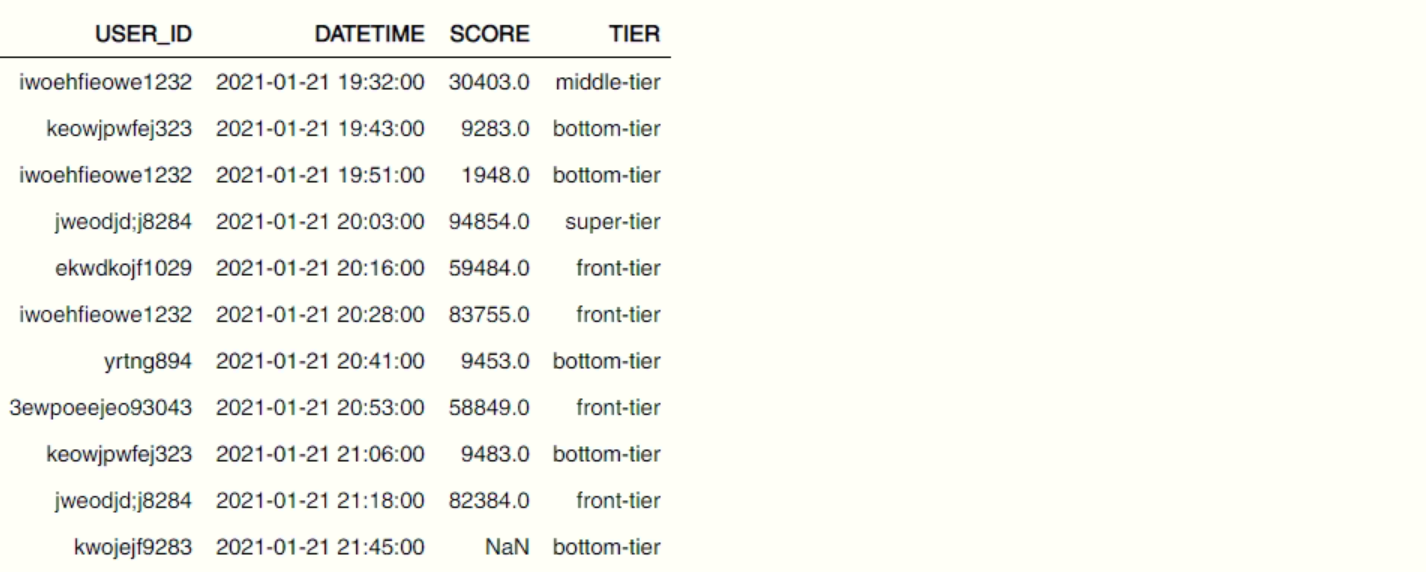 USER_ID DATETIME SCORE TIER
iwoehfieowe1232 2021-01-21 19:32:00 30403.0 middle-tier
keowjpwfej323 2021-01-21 19:43:00 9283.0 bottom-tier
iwoehfieowe1232 2021-01-21 19:51:00 1948.0 bottom-tier
jweodjd;j8284 2021-01-21 20:03:00 94854.0 super-tier
ekwdkojf1029 2021-01-21 20:16:00 59484.0 front-tier
iwoehfieowe1232 2021-01-21 20:28:00 83755.0 front-tier
yrtng894 2021-01-21 20:41:00 9453.0 bottom-tier
3ewpoeejeo93043 2021-01-21 20:53:00 58849.0 front-tier
keowjpwfej323 2021-01-21 21:06:00 9483.0 bottom-tier
jweodjd;j8284 2021-01-21 21:18:00 82384.0 front-tier
kwojejf9283 2021-01-21 21:45:00 NaN bottom-tier